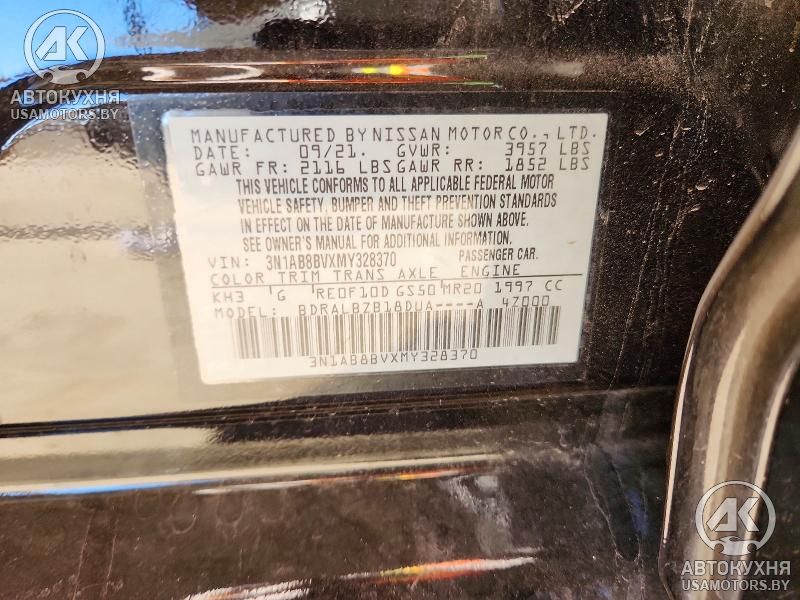 АК
АВТОКУХНЯ
USAMOTORS.BY
MANUFACTURED BY NISSAN MOTOR CO., LTD.
DATE: 09/21. GVWR: 3957 LBS
GAWR FR: 2116 LBS GAWR RR: 1852 LBS
THIS VEHICLE CONFORMS TO ALL APPLICABLE FEDERAL MOTOR
VEHICLE SAFETY, BUMPER AND THEFT PREVENTION STANDARDS
IN EFFECT ON THE DATE OF MANUFACTURE SHOWN ABOVE.
SEE OWNER'S MANUAL FOR ADDITIONAL INFORMATION.
VIN: 3N1AB8BVXMY328370 PASSENGER CAR.
COLOR TRIM TRANS AXLE ENGINE
KH3 G RE0F10D GS50 MR20 1997 CC
MODEL: BDRALBZB18DUA----A 4Z000
3N1AB8BVXMY328370
АК
АВТОКУХНЯ
USAMOTORS.BY